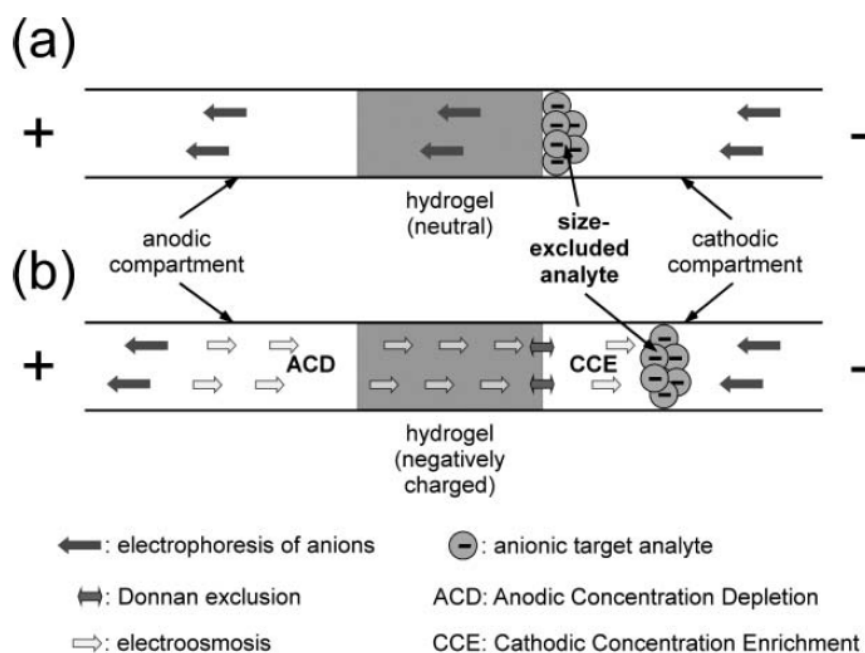 (a)
+
-
hydrogel
(neutral)
anodic
compartment
size-
excluded
analyte
cathodic
compartment
(b)
+
ACD
CCE
-
hydrogel
(negatively
charged)
: electrophoresis of anions
: anionic target analyte
: Donnan exclusion
ACD: Anodic Concentration Depletion
: electroosmosis
CCE: Cathodic Concentration Enrichment